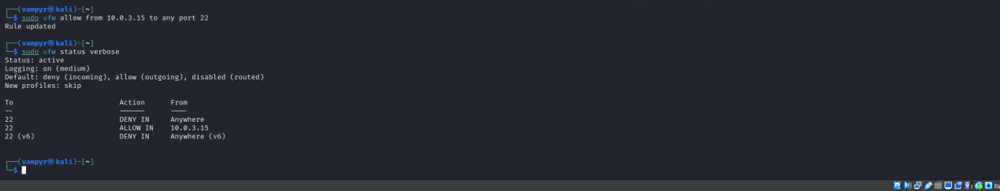 ┌──(vampyr㉿kali)-[~]
└─$ sudo ufw allow from 10.0.3.15 to any port 22
Rule updated
┌──(vampyr㉿kali)-[~]
└─$ sudo ufw status verbose
Status: active
Logging: on (medium)
Default: deny (incoming), allow (outgoing), disabled (routed)
New profiles: skip
To                         Action      From
--                         ------      ----
22                         DENY IN     Anywhere
22                         ALLOW IN    10.0.3.15
22 (v6)                    DENY IN     Anywhere (v6)
┌──(vampyr㉿kali)-[~]
└─$